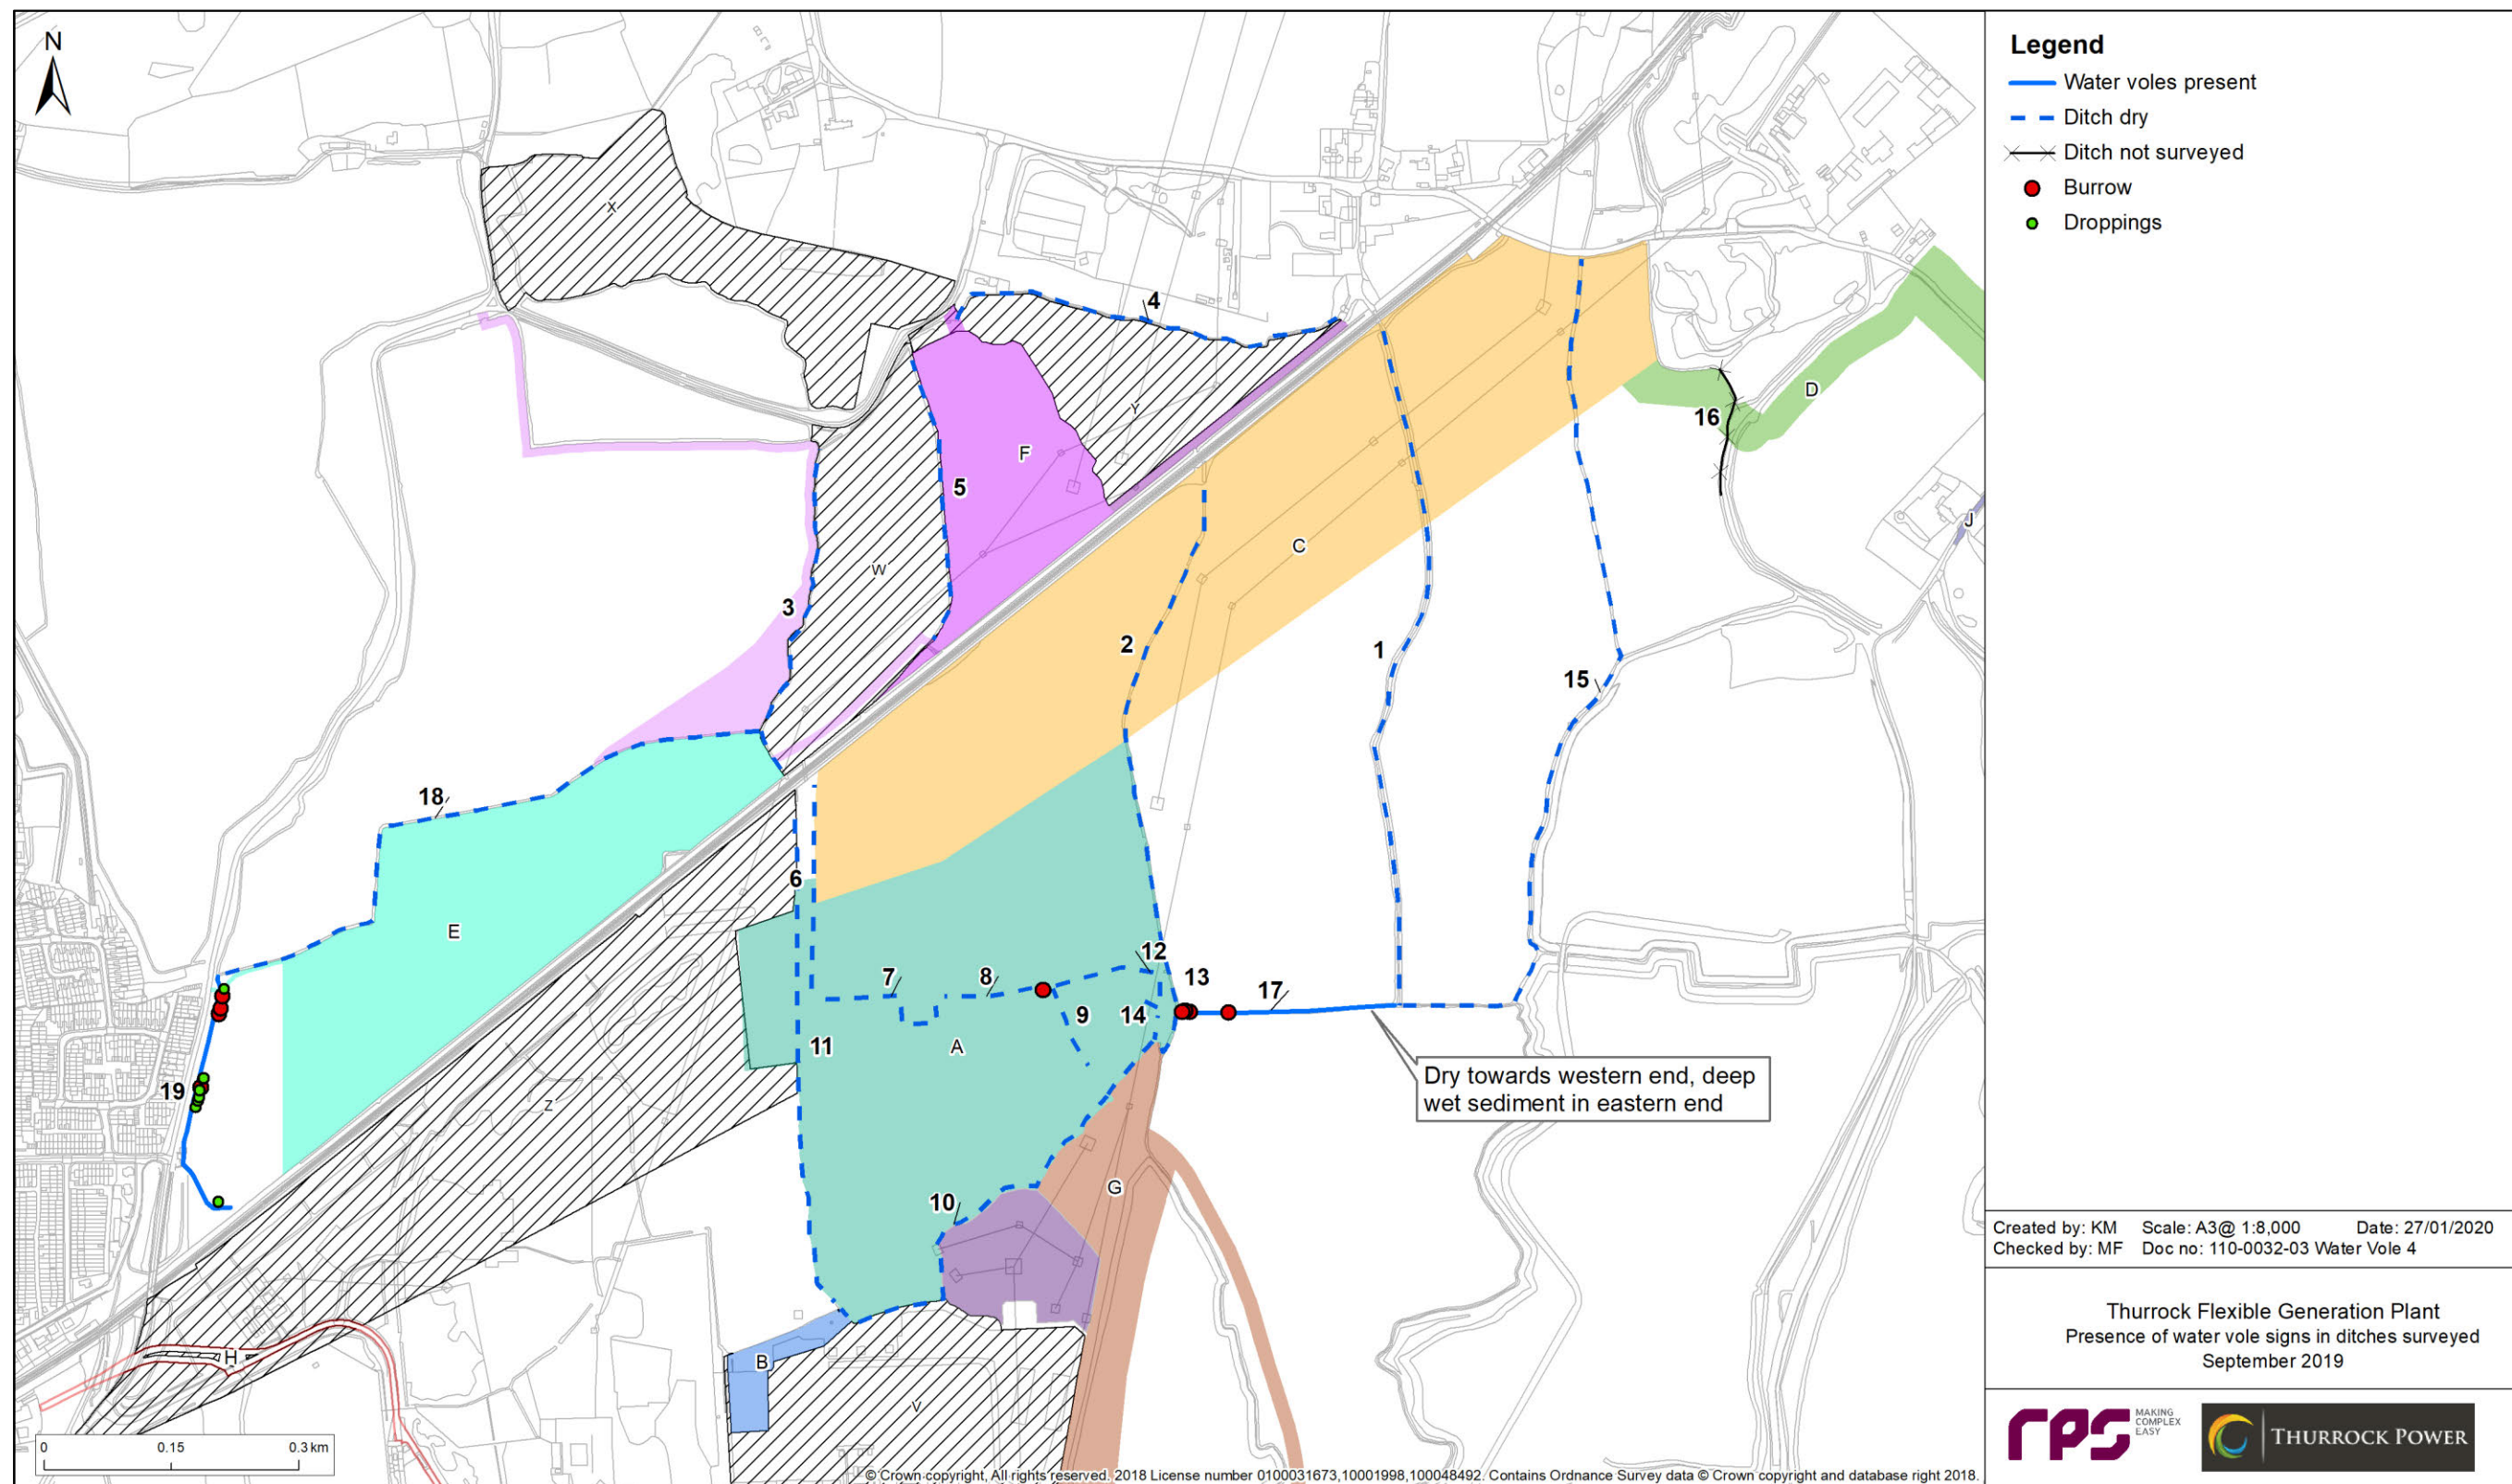 N
X
4
Y
F
5
W
3
C
2
1
15
16
D
J
18
E
6
7
8
12
13
17
9
14
11
A
19
Z
10
G
H
B
V
Dry towards western end, deep
wet sediment in eastern end
0 0.15 0.3 km
© Crown copyright, All rights reserved. 2018 License number 0100031673,10001998,100048492. Contains Ordnance Survey data © Crown copyright and database right 2018.
Legend
Water voles present
Ditch dry
Ditch not surveyed
Burrow
Droppings
Created by: KM Scale: A3@ 1:8,000 Date: 27/01/2020
Checked by: MF Doc no: 110-0032-03 Water Vole 4
Thurrock Flexible Generation Plant
Presence of water vole signs in ditches surveyed
September 2019
rps
MAKING
COMPLEX
EASY
THURROCK POWER